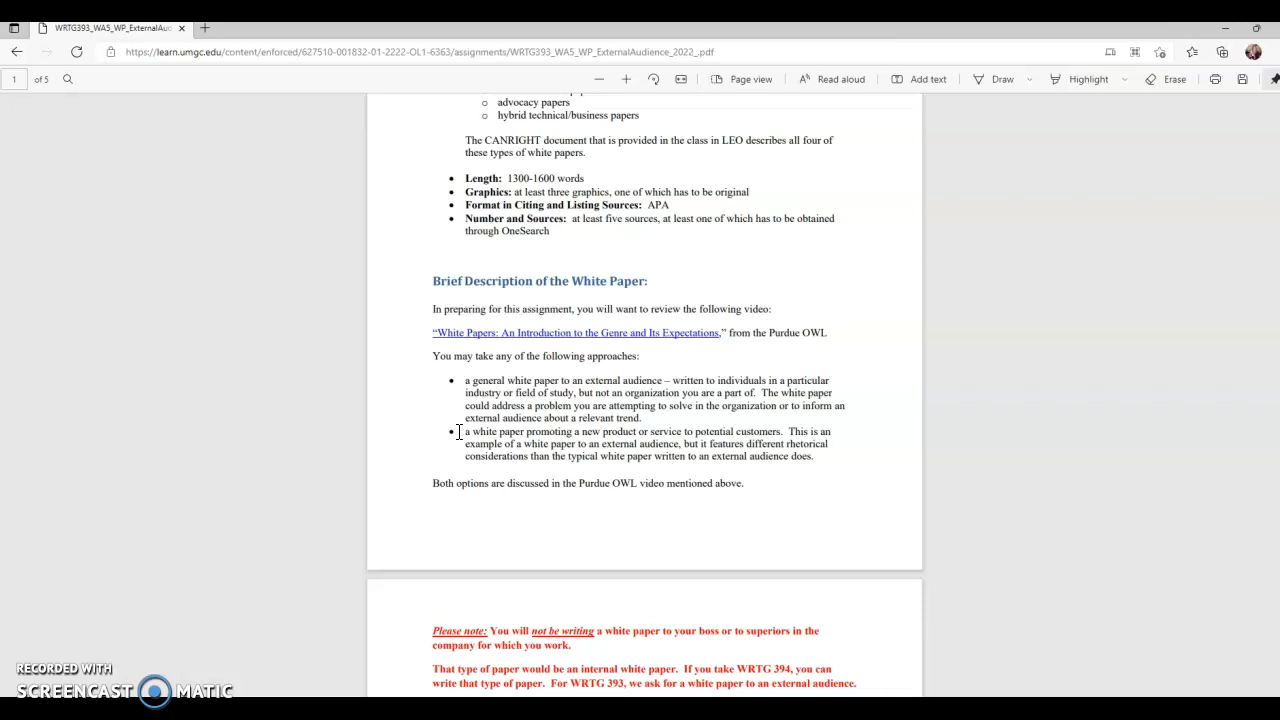 WRTG393_WA5_WP_ExternalAu
https://learn.umgc.edu/content/enforced/627510-001832-01-2222-OL1-6363/assignments/WRTG393_WA5_WP_ExternalAudience_2022_.pdf
1 of 5
Page view
Read aloud
Add text
Draw
Highlight
Erase
o advocacy papers
o hybrid technical/business papers
The CANRIGHT document that is provided in the class in LEO describes all four of
these types of white papers.
• Length: 1300-1600 words
• Graphics: at least three graphics, one of which has to be original
• Format in Citing and Listing Sources: APA
• Number and Sources: at least five sources, at least one of which has to be obtained
through OneSearch
Brief Description of the White Paper:
In preparing for this assignment, you will want to review the following video:
“White Papers: An Introduction to the Genre and Its Expectations,” from the Purdue OWL
You may take any of the following approaches:
• a general white paper to an external audience – written to individuals in a particular
industry or field of study, but not an organization you are a part of. The white paper
could address a problem you are attempting to solve in the organization or to inform an
external audience about a relevant trend.
• a white paper promoting a new product or service to potential customers. This is an
example of a white paper to an external audience, but it features different rhetorical
considerations than the typical white paper written to an external audience does.
Both options are discussed in the Purdue OWL video mentioned above.
Please note: You will not be writing a white paper to your boss or to superiors in the
company for which you work.
That type of paper would be an internal white paper. If you take WRTG 394, you can
write that type of paper. For WRTG 393, we ask for a white paper to an external audience.
RECORDED WITH
SCREENCAST MATIC